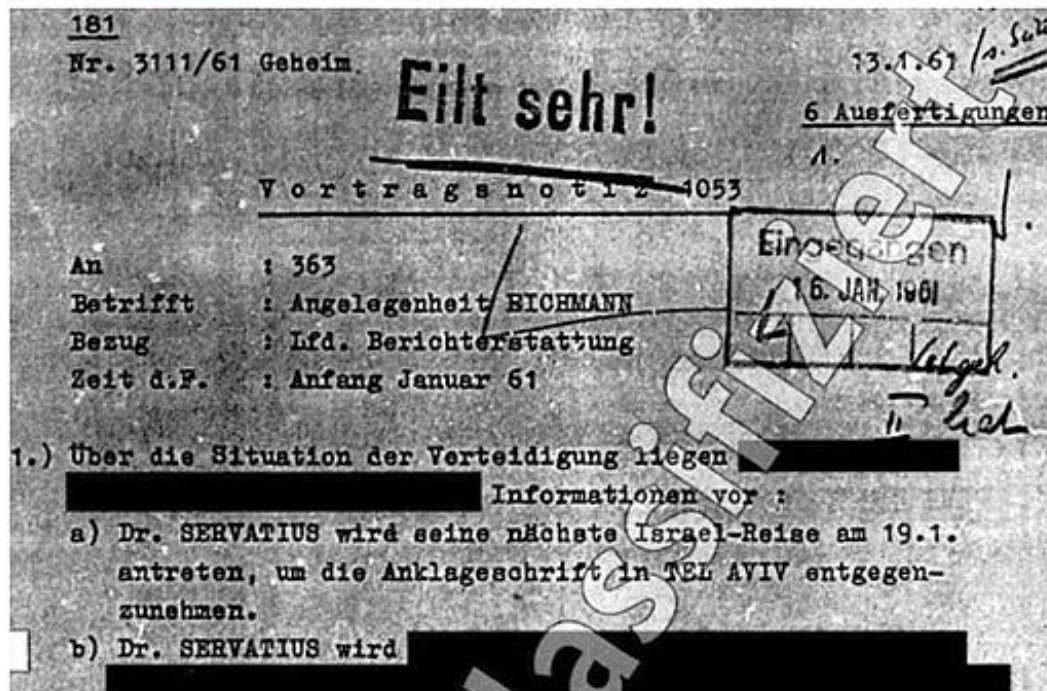 181
Nr. 3111/61 Geheim
13.1.61
Eilt sehr!
6 Ausfertigungen
1.
Vortragsnotiz 1053
Eingegangen
16. JAN. 1961
An : 363
Betrifft : Angelegenheit EICHMANN
Bezug : Lfd. Berichterstattung
Zeit d.F. : Anfang Januar 61
II
1.) Über die Situation der Verteidigung liegen
Informationen vor :
a) Dr. SERVATIUS wird seine nächste Israel-Reise am 19.1.
antreten, um die Anklageschrift in TEL AVIV entgegen-
zunehmen.
b) Dr. SERVATIUS wird
assifiziert